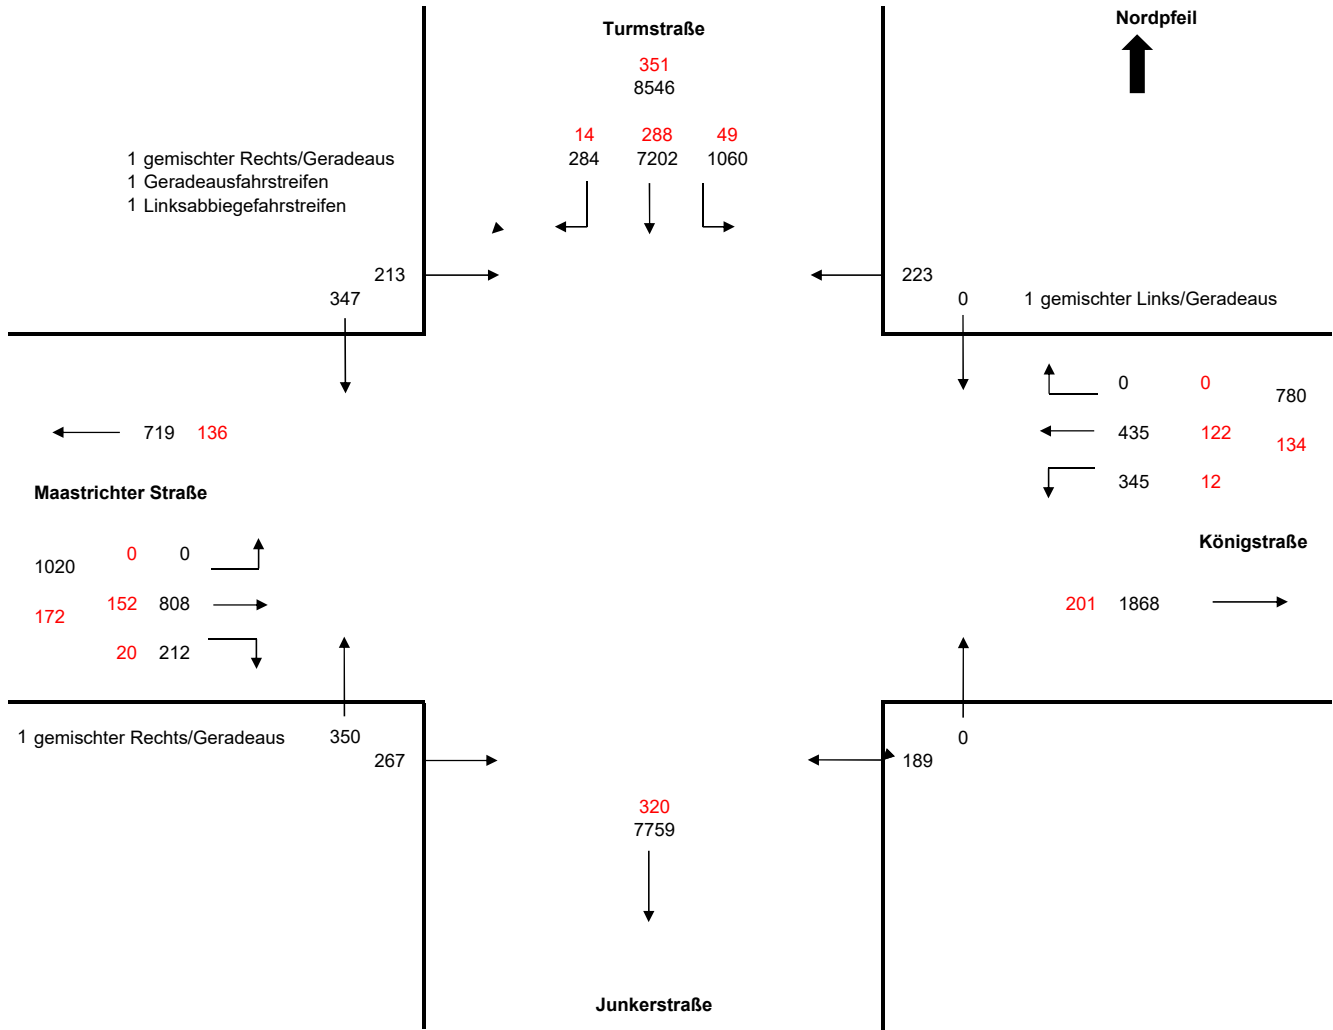 Nordpfeil
Turmstraße
351
8546
14 288 49
284 7202 1060
1 gemischter Rechts/Geradeaus
1 Geradeausfahrstreifen
1 Linksabbiegefahrstreifen
213
347
223
0
1 gemischter Links/Geradeaus
0 0
780
435 122
134
345 12
719 136
Maastrichter Straße
Königstraße
0 0
1020
152 808
172
20 212
201 1868
1 gemischter Rechts/Geradeaus
350
267
0
189
320
7759
Junkerstraße